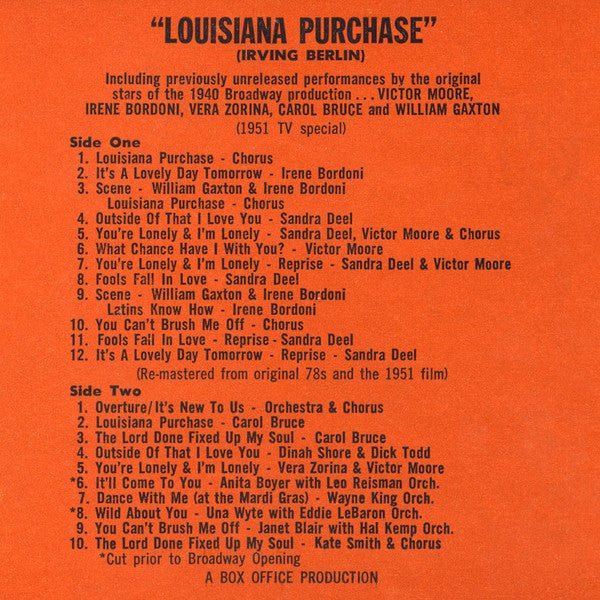 "LOUISIANA PURCHASE"
(IRVING BERLIN)
Including previously unreleased performances by the original
stars of the 1940 Broadway production . . . VICTOR MOORE,
IRENE BORDONI, VERA ZORINA, CAROL BRUCE and WILLIAM GAXTON
(1951 TV special)
Side One
1. Louisiana Purchase - Chorus
2. It's A Lovely Day Tomorrow - Irene Bordoni
3. Scene - William Gaxton & Irene Bordoni
Louisiana Purchase - Chorus
4. Outside Of That I Love You - Sandra Deel
5. You're Lonely & I'm Lonely - Sandra Deel, Victor Moore & Chorus
6. What Chance Have I With You? - Victor Moore
7. You're Lonely & I'm Lonely - Reprise - Sandra Deel & Victor Moore
8. Fools Fall In Love - Sandra Deel
9. Scene - William Gaxton & Irene Bordoni
Latins Know How - Irene Bordoni
10. You Can't Brush Me Off - Chorus
11. Fools Fall In Love - Reprise - Sandra Deel
12. It's A Lovely Day Tomorrow - Reprise - Sandra Deel
(Re-mastered from original 78s and the 1951 film)
Side Two
1. Overture/It's New To Us - Orchestra & Chorus
2. Louisiana Purchase - Carol Bruce
3. The Lord Done Fixed Up My Soul - Carol Bruce
4. Outside Of That I Love You - Dinah Shore & Dick Todd
5. You're Lonely & I'm Lonely - Vera Zorina & Victor Moore
*6. It'll Come To You - Anita Boyer with Leo Reisman Orch.
7. Dance With Me (at the Mardi Gras) - Wayne King Orch.
*8. Wild About You - Una Wyte with Eddie LeBaron Orch.
9. You Can't Brush Me Off - Janet Blair with Hal Kemp Orch.
10. The Lord Done Fixed Up My Soul - Kate Smith & Chorus
*Cut prior to Broadway Opening
A BOX OFFICE PRODUCTION